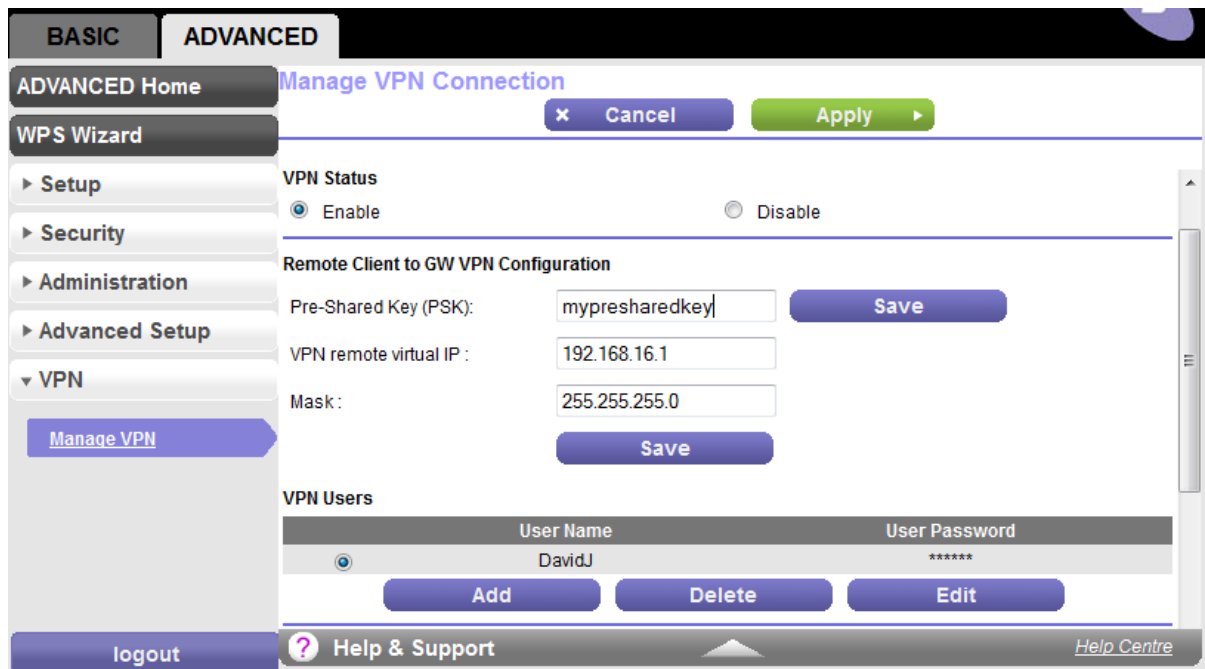 BASIC ADVANCED
ADVANCED Home
WPS Wizard
Setup
Security
Administration
Advanced Setup
VPN
Manage VPN
logout
Manage VPN Connection
Cancel Apply
VPN Status
Enable Disable
Remote Client to GW VPN Configuration
Pre-Shared Key (PSK): mypresharedkey Save
VPN remote virtual IP : 192.168.16.1
Mask : 255.255.255.0
Save
VPN Users
User Name User Password
DavidJ ******
Add Delete Edit
? Help & Support Help Centre